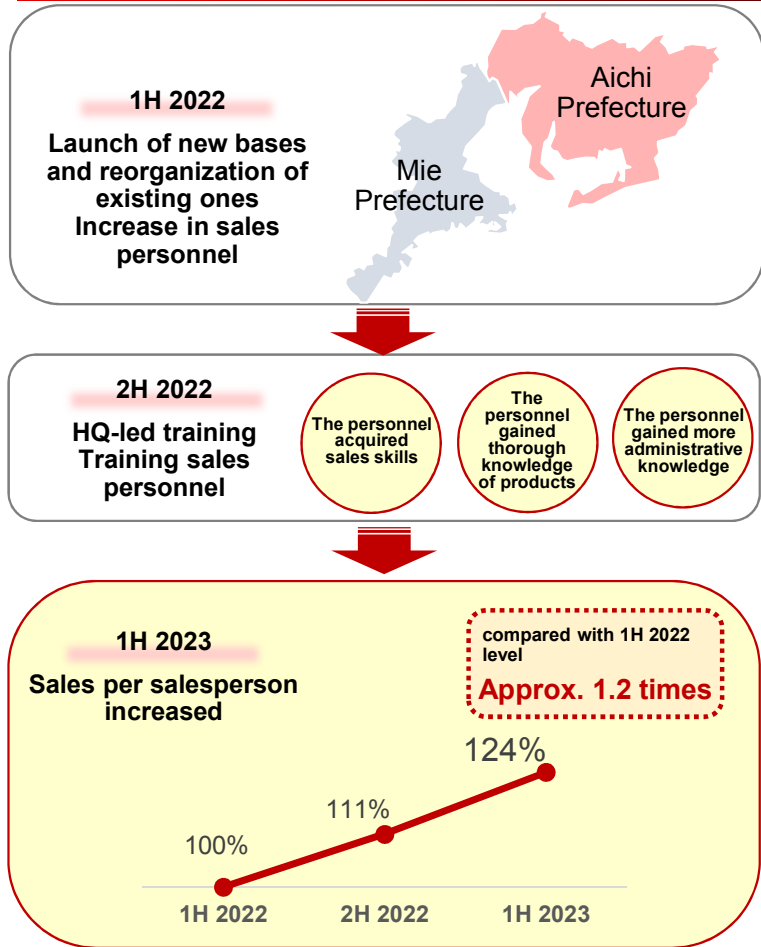 1H 2022
Launch of new bases
and reorganization of
existing ones
Increase in sales
personnel
Aichi
Prefecture
Mie
Prefecture
2H 2022
HQ-led training
Training sales
personnel
The personnel
acquired
sales skills
The
personnel
gained
thorough
knowledge
of products
The personnel
gained more
administrative
knowledge
1H 2023
Sales per salesperson
increased
compared with 1H 2022
level
Approx. 1.2 times
100%
111%
124%
1H 2022
2H 2022
1H 2023